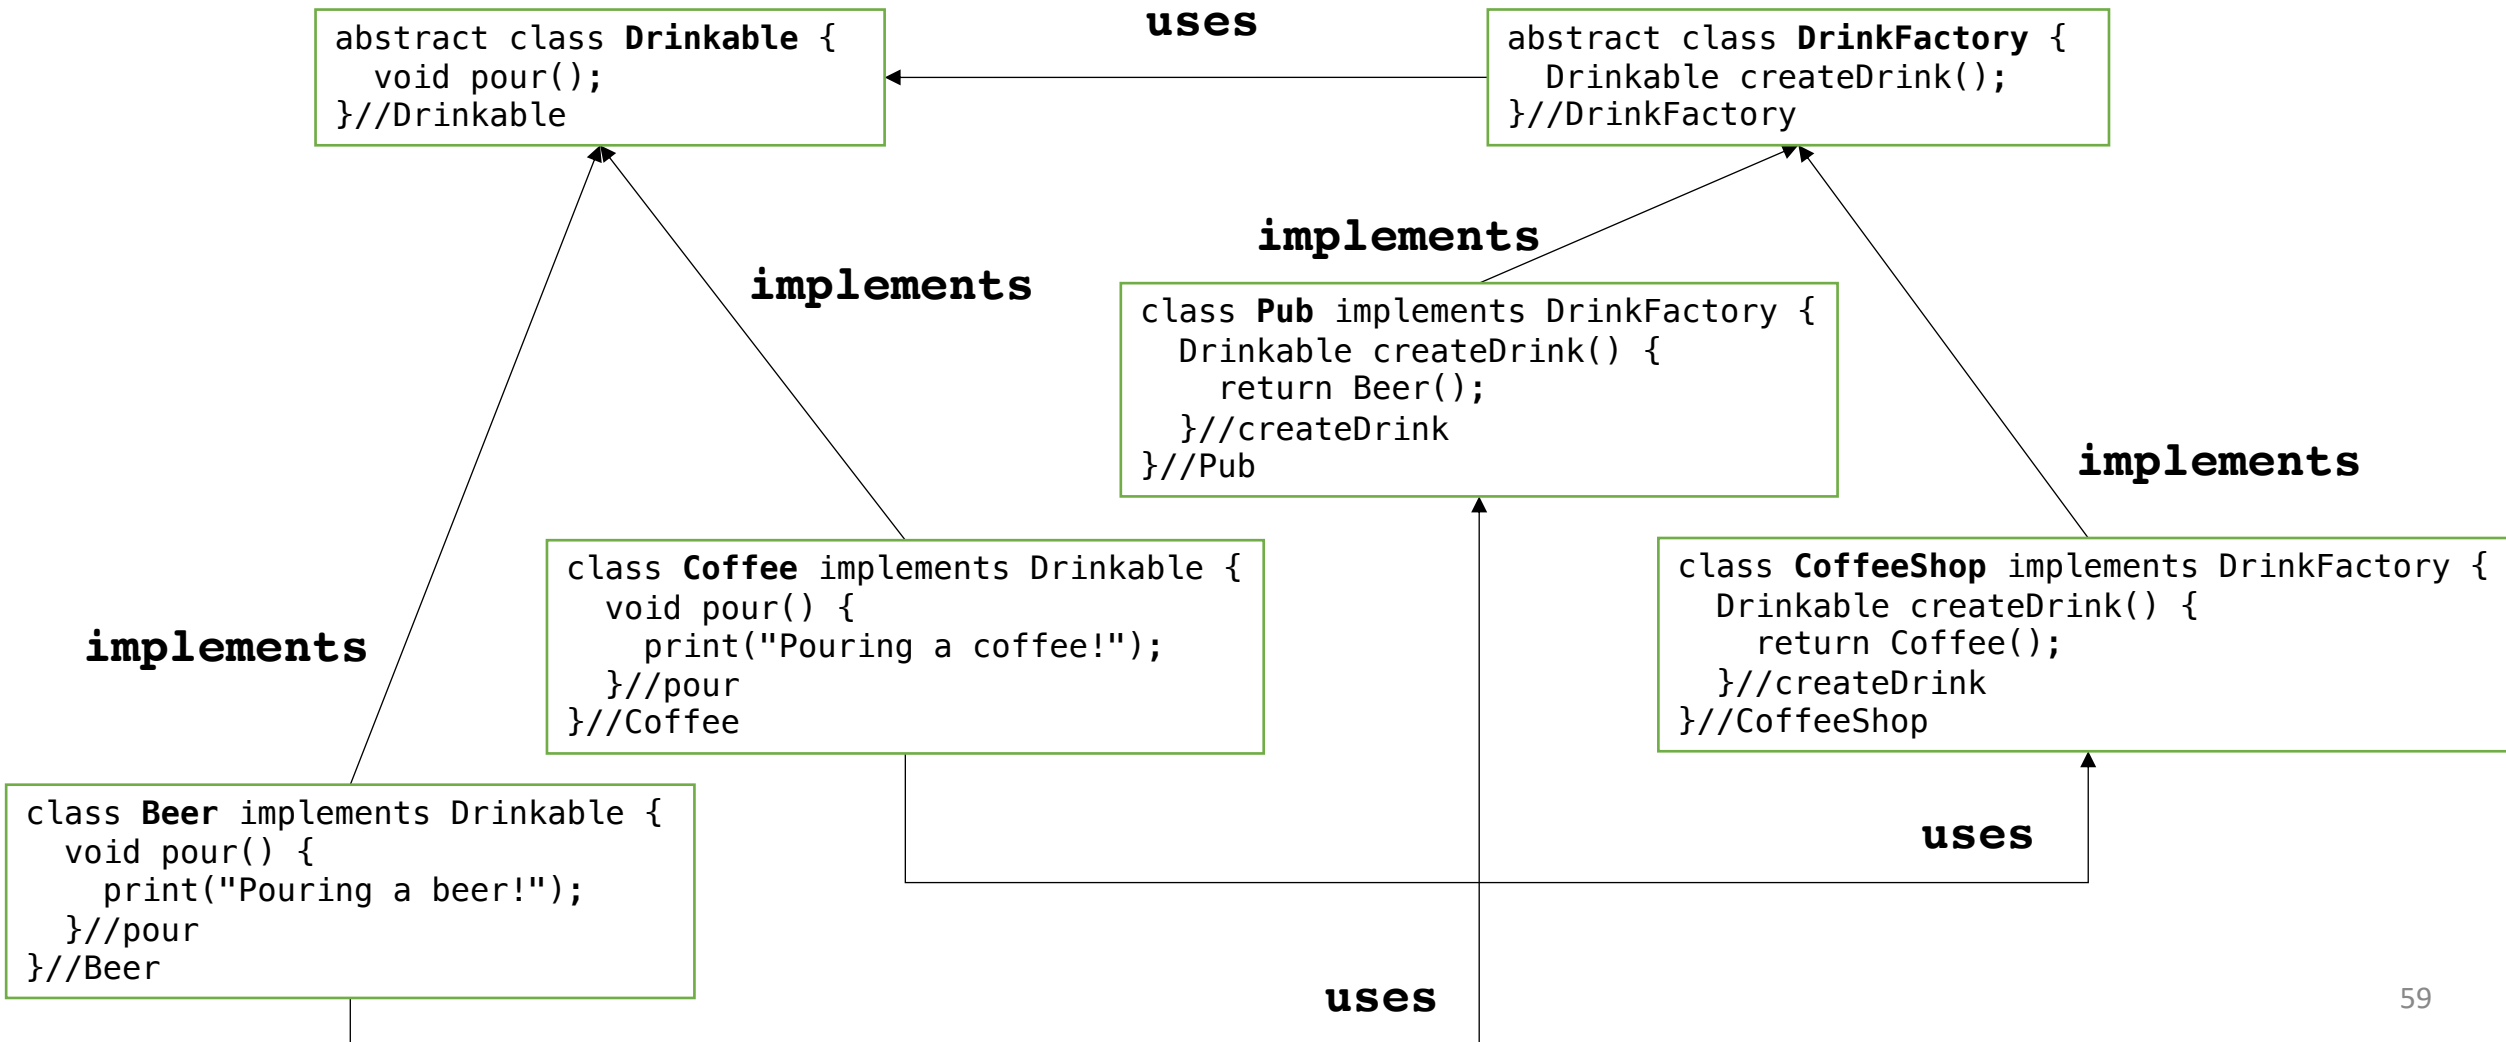 uses
abstract class Drinkable {
  void pour();
}//Drinkable
abstract class DrinkFactory {
  Drinkable createDrink();
}//DrinkFactory
implements
implements
class Pub implements DrinkFactory {
  Drinkable createDrink() {
    return Beer();
  }//createDrink
}//Pub
implements
class Coffee implements Drinkable {
  void pour() {
    print("Pouring a coffee!");
  }//pour
}//Coffee
class CoffeeShop implements DrinkFactory {
  Drinkable createDrink() {
    return Coffee();
  }//createDrink
}//CoffeeShop
implements
class Beer implements Drinkable {
  void pour() {
    print("Pouring a beer!");
  }//pour
}//Beer
uses
uses
59